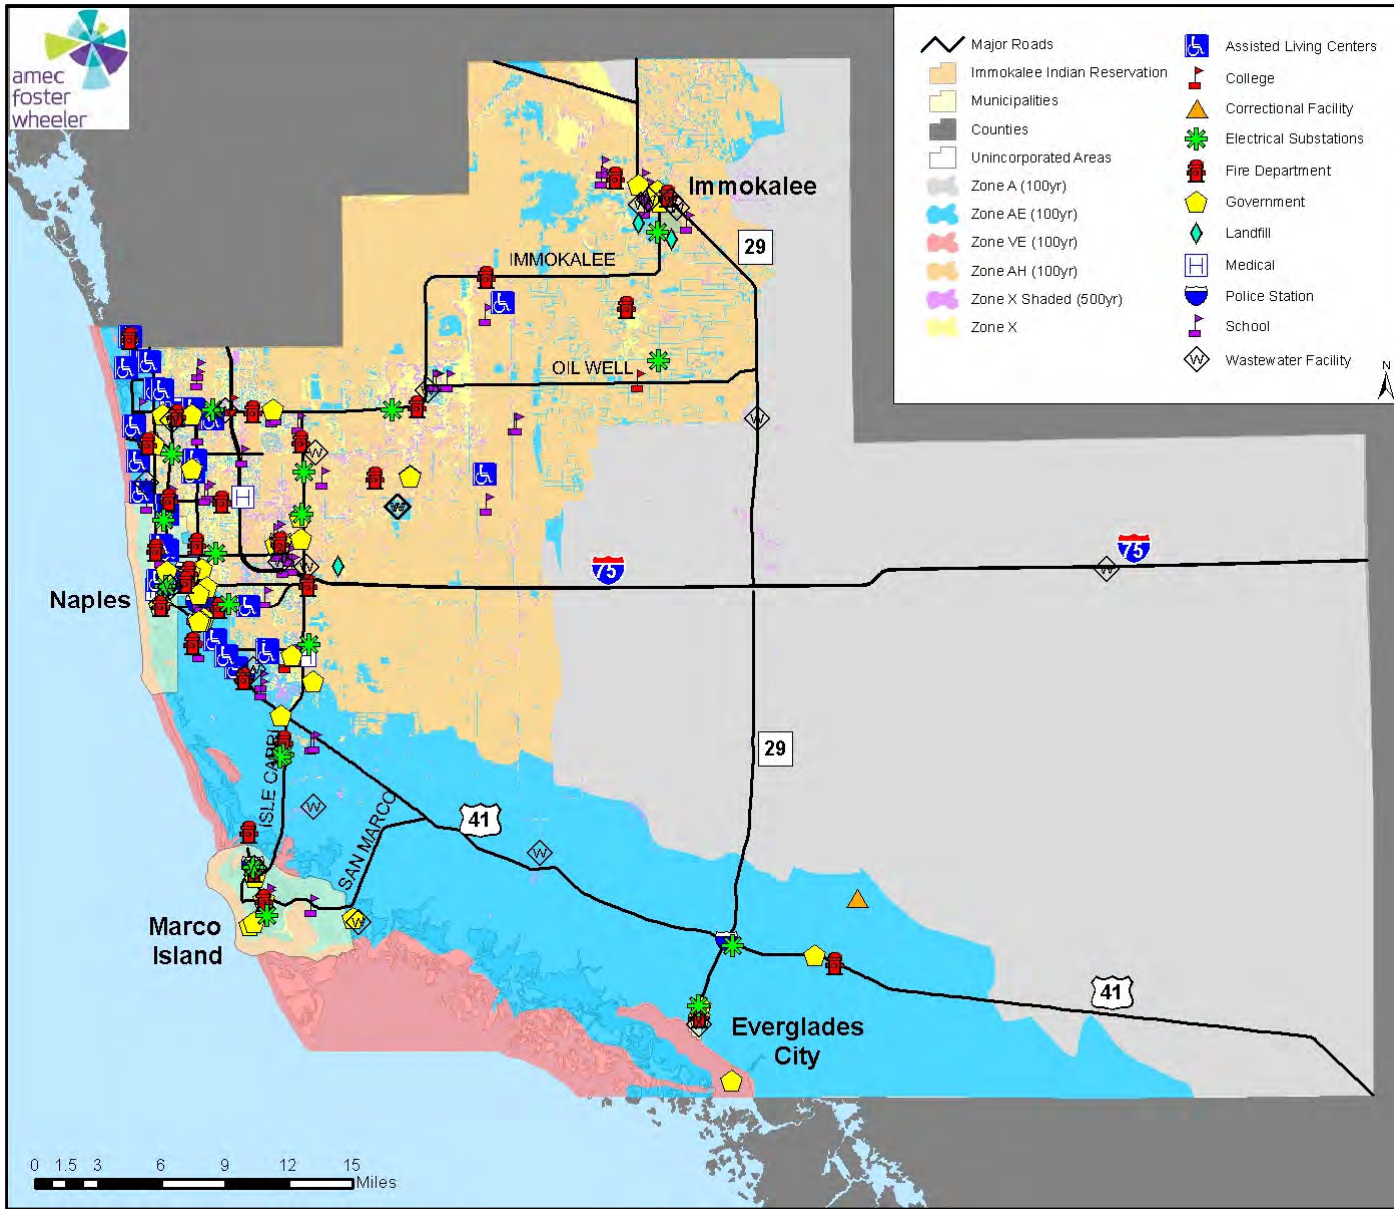 amec
foster
wheeler
Major Roads
Immokalee Indian Reservation
Municipalities
Counties
Unincorporated Areas
Zone A (100yr)
Zone AE (100yr)
Zone VE (100yr)
Zone AH (100yr)
Zone X Shaded (500yr)
Zone X
Assisted Living Centers
College
Correctional Facility
Electrical Substations
Fire Department
Government
Landfill
Medical
Police Station
School
Wastewater Facility
N
Immokalee
29
IMMOKALEE
OIL WELL
75
75
Naples
29
ISLE CAPRI
SAN MARCO
41
Marco
Island
41
Everglades
City
0 1.5 3 6 9 12 15
Miles